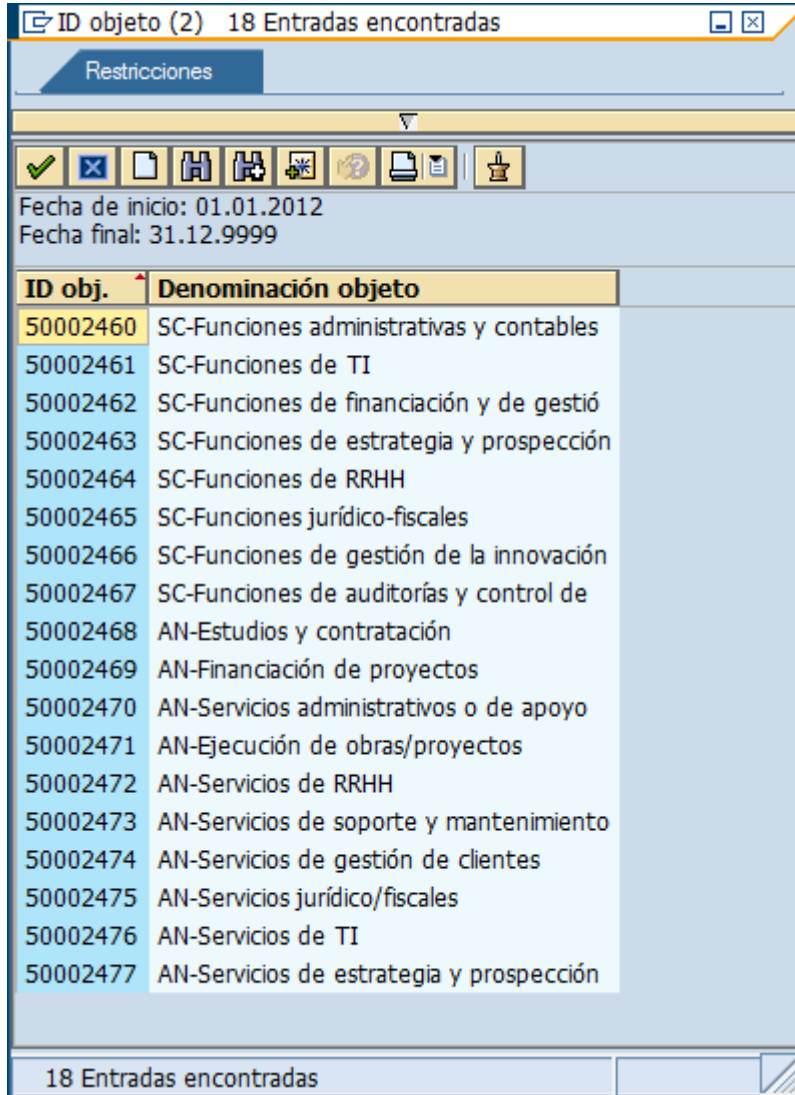 ID objeto (2) 18 Entradas encontradas
Restricciones
Fecha de inicio: 01.01.2012
Fecha final: 31.12.9999
ID obj. Denominación objeto
50002460 SC-Funciones administrativas y contables
50002461 SC-Funciones de TI
50002462 SC-Funciones de financiación y de gestió
50002463 SC-Funciones de estrategia y prospección
50002464 SC-Funciones de RRHH
50002465 SC-Funciones jurídico-fiscales
50002466 SC-Funciones de gestión de la innovación
50002467 SC-Funciones de auditorías y control de
50002468 AN-Estudios y contratación
50002469 AN-Financiación de proyectos
50002470 AN-Servicios administrativos o de apoyo
50002471 AN-Ejecución de obras/proyectos
50002472 AN-Servicios de RRHH
50002473 AN-Servicios de soporte y mantenimiento
50002474 AN-Servicios de gestión de clientes
50002475 AN-Servicios jurídico/fiscales
50002476 AN-Servicios de TI
50002477 AN-Servicios de estrategia y prospección
18 Entradas encontradas